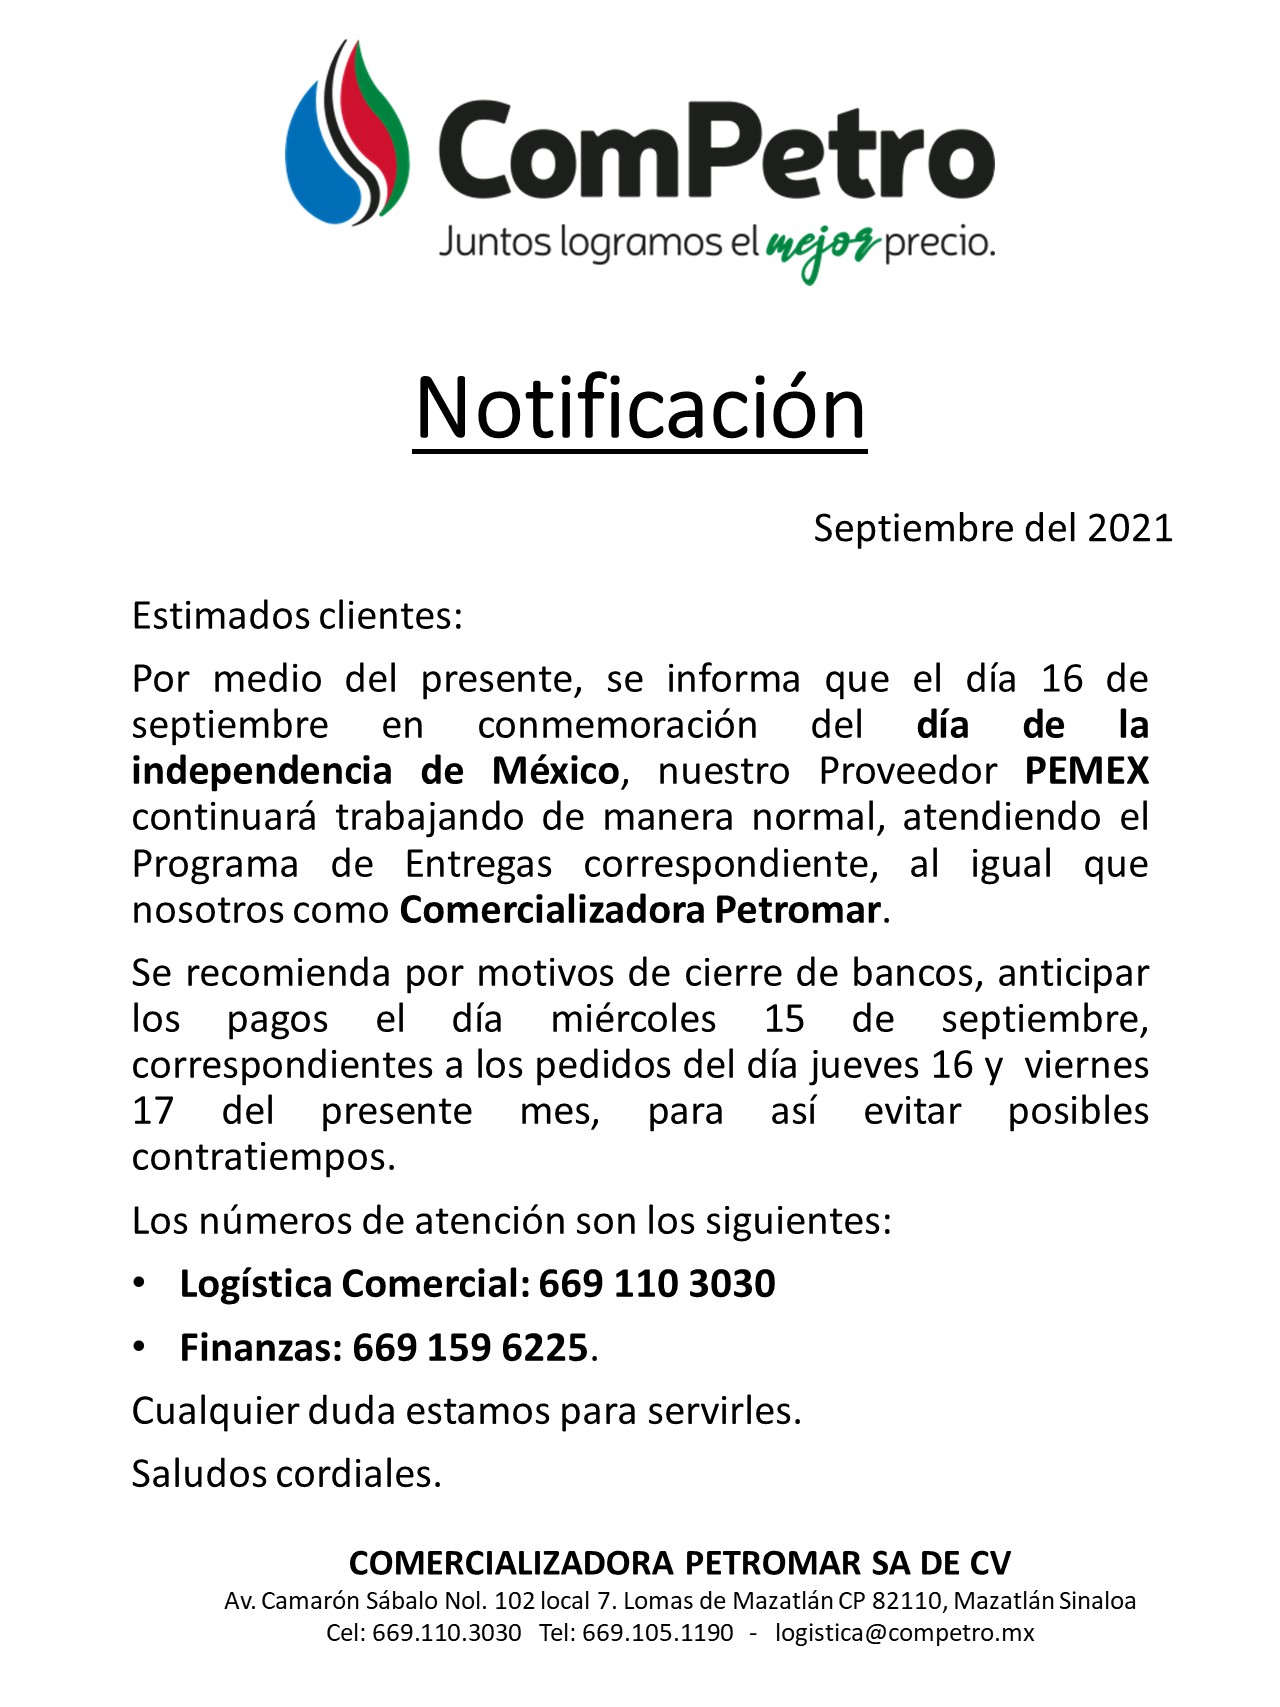 ComPetro
Juntos logramos el mejor precio.
Notificación
Septiembre del 2021
Estimados clientes:
Por medio del presente, se informa que el día 16 de
septiembre en conmemoración del día de la
independencia de México, nuestro Proveedor PEMEX
continuará trabajando de manera normal, atendiendo el
Programa de Entregas correspondiente, al igual que
nosotros como Comercializadora Petromar.
Se recomienda por motivos de cierre de bancos, anticipar
los pagos el día miércoles 15 de septiembre,
correspondientes a los pedidos del día jueves 16 y viernes
17 del presente mes, para así evitar posibles
contratiempos.
Los números de atención son los siguientes:
• Logística Comercial: 669 110 3030
• Finanzas: 669 159 6225.
Cualquier duda estamos para servirles.
Saludos cordiales.
COMERCIALIZADORA PETROMAR SA DE CV
Av. Camarón Sábalo Nol. 102 local 7. Lomas de Mazatlán CP 82110, Mazatlán Sinaloa
Cel: 669.110.3030 Tel: 669.105.1190 - logistica@competro.mx